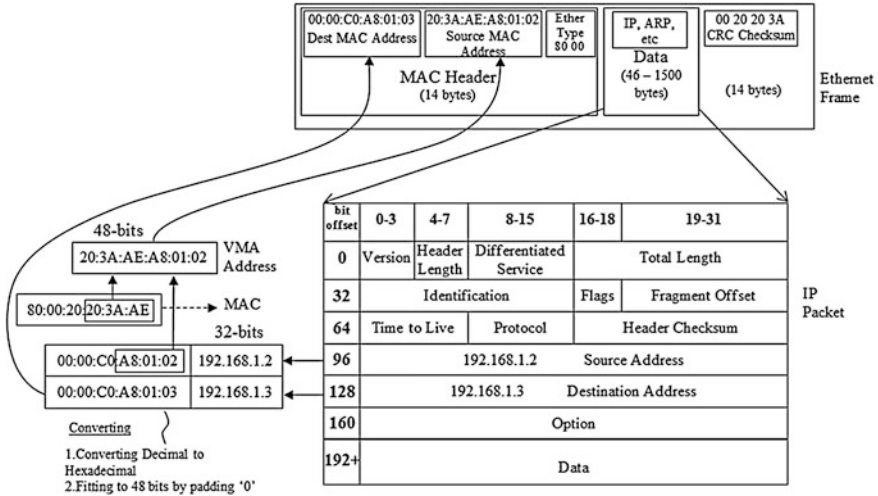 00:00:C0:A8:01:03
Dest MAC Address
20:3A:AE:A8:01:02
Source MAC
Address
Ether
Type
80 00
MAC Header
(14 bytes)
IP, ARP,
etc
Data
(46 – 1500
bytes)
00 20 20 3A
CRC Checksum
(14 bytes)
Ethernet
Frame
48-bits
20:3A:AE:A8:01:02
VMA
Address
80:00:20:20:3A:AE
MAC
32-bits
00:00:C0:A8:01:02 192.168.1.2
00:00:C0:A8:01:03 192.168.1.3
Converting
1.Converting Decimal to
Hexadecimal
2.Fitting to 48 bits by padding '0'
bit
offset
0-3 4-7 8-15 16-18 19-31
0 Version Header
Length
Differentiated
Service
Total Length
32 Identification Flags Fragment Offset
64 Time to Live Protocol Header Checksum
96 192.168.1.2 Source Address
128 192.168.1.3 Destination Address
160 Option
192+ Data
IP
Packet